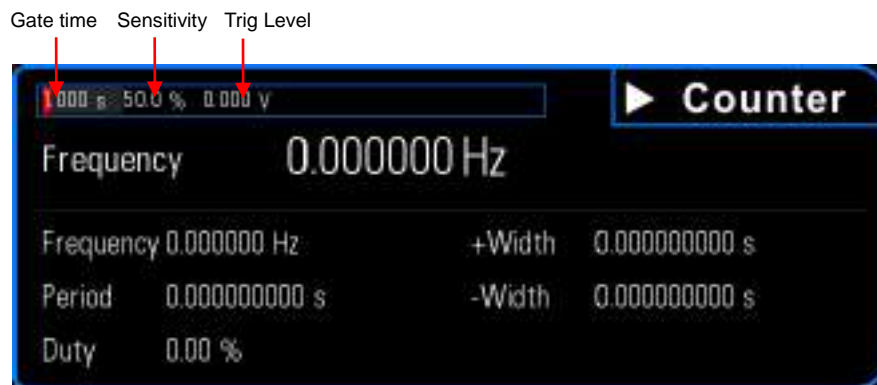 Gate time Sensitivity Trig Level
1.000 s 50.0 % 0.000 V
Counter
Frequency 0.000000 Hz
Frequency 0.000000 Hz +Width 0.000000000 s
Period 0.000000000 s -Width 0.000000000 s
Duty 0.00 %